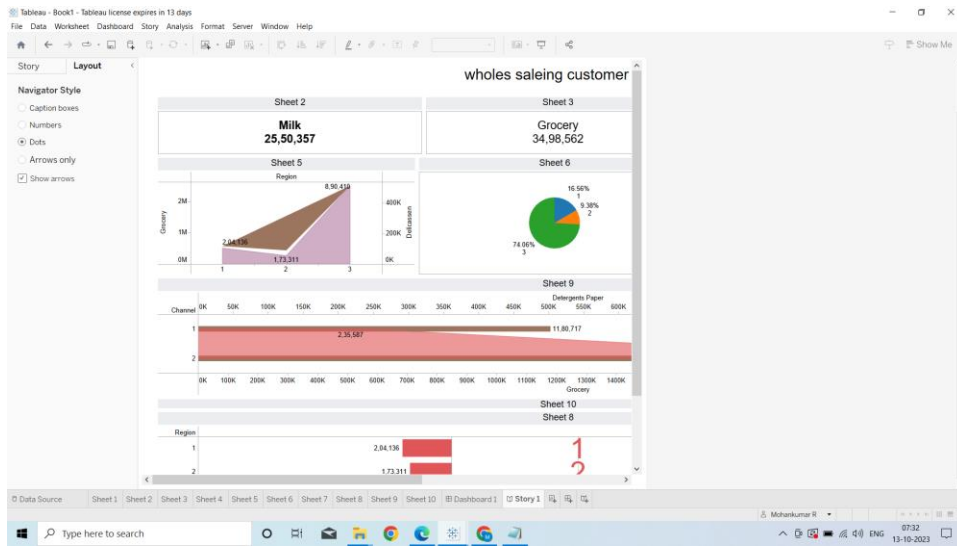 Tableau - Book1 - Tableau license expires in 13 days
File Data Worksheet Dashboard Story Analysis Format Server Window Help
Show Me
Story Layout
Navigator Style
Caption boxes
Numbers
Dots
Arrows only
Show arrows
wholes saleing customer
Sheet 2 Sheet 3
Milk
25,50,357
Grocery
34,98,562
Sheet 5 Sheet 6
Region
8,90,410
2M
400K
Grocery
1M
200K
Delicassen
2,04,136
1,73,311
0M
0K
1 2 3
16.56%
1
9.38%
2
74.06%
3
Sheet 9
Detergents Paper
Channel 0K 50K 100K 150K 200K 250K 300K 350K 400K 450K 500K 550K 600K
1 11,80,717
2,35,587
2
0K 100K 200K 300K 400K 500K 600K 700K 800K 900K 1000K 1100K 1200K 1300K 1400K
Grocery
Sheet 10
Sheet 8
Region
1 2,04,136 1
2 1,73,311 2
Data Source Sheet 1 Sheet 2 Sheet 3 Sheet 4 Sheet 5 Sheet 6 Sheet 7 Sheet 8 Sheet 9 Sheet 10 Dashboard 1 Story 1
Mohankumar R
Type here to search
ENG
07:32
13-10-2023